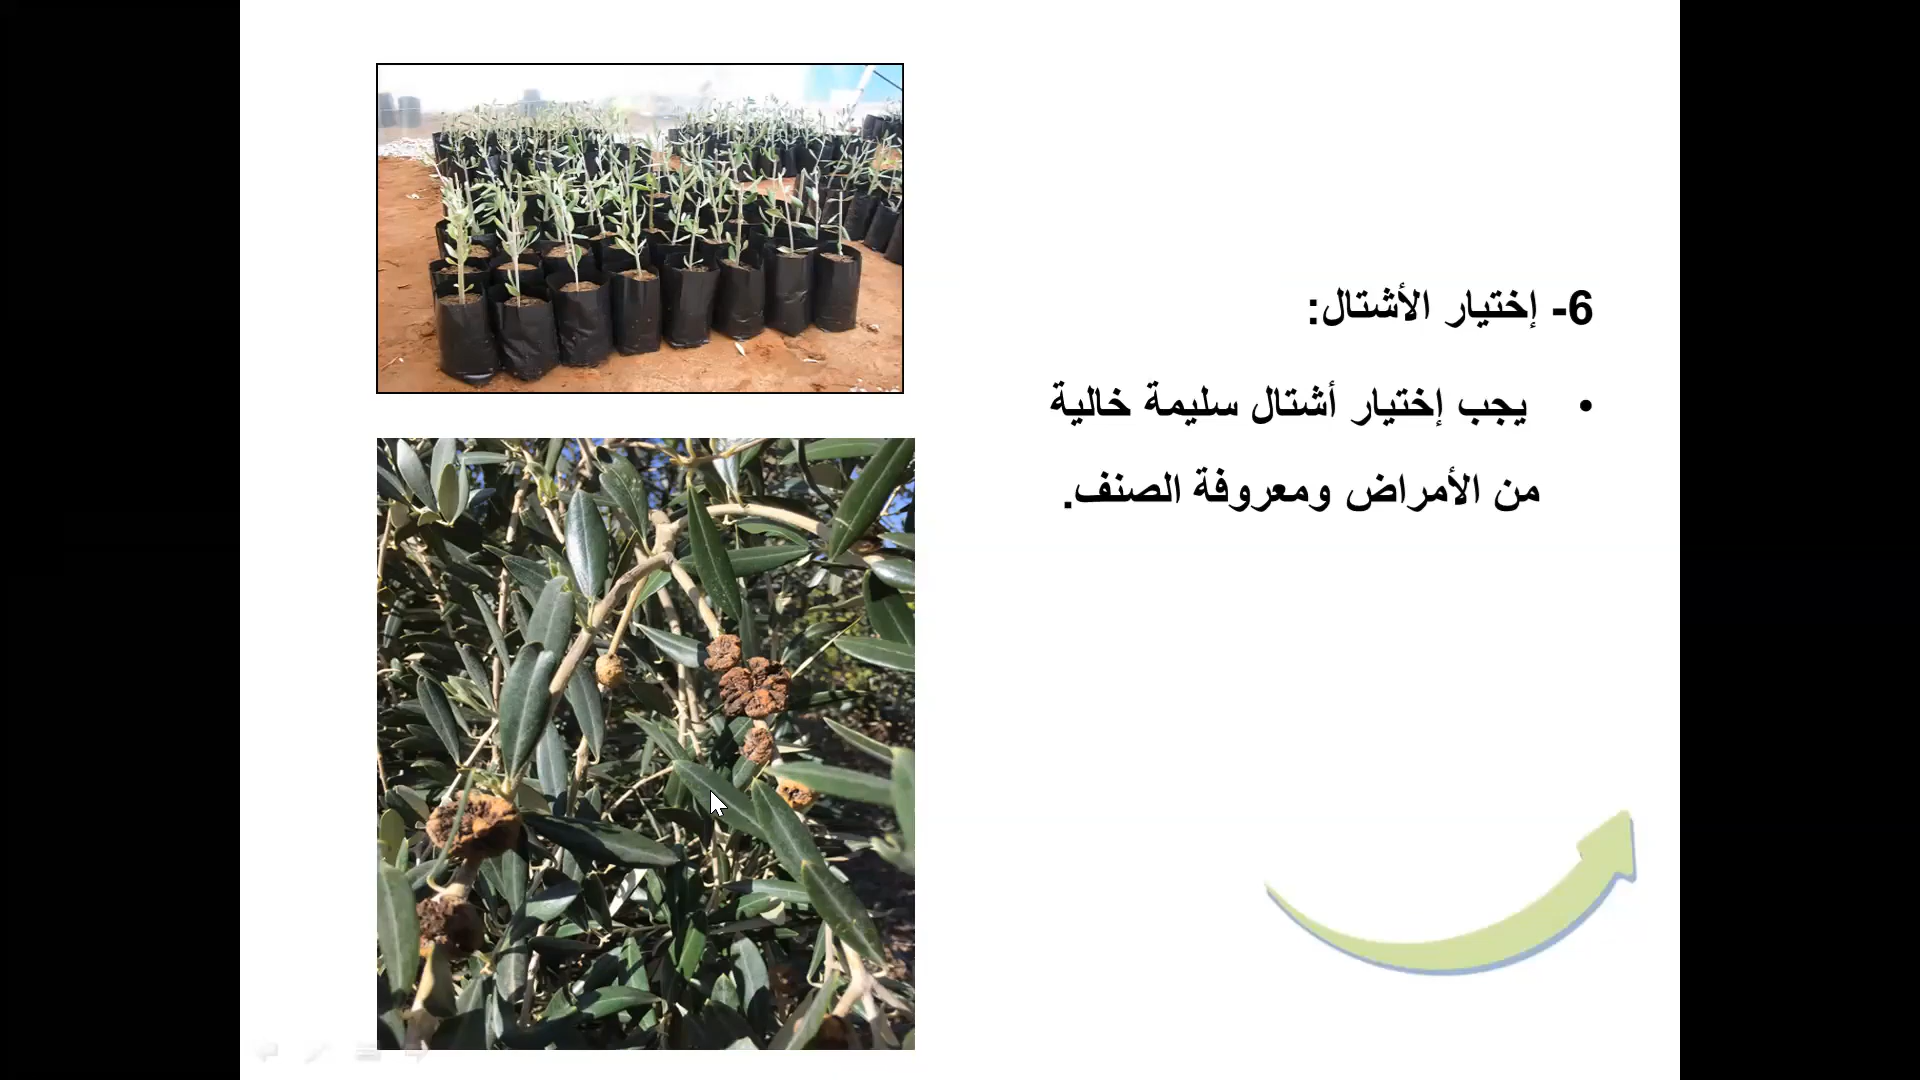 6- إختيار الأشتال:
• يجب إختيار أشتال سليمة خالية
من الأمراض ومعروفة الصنف.